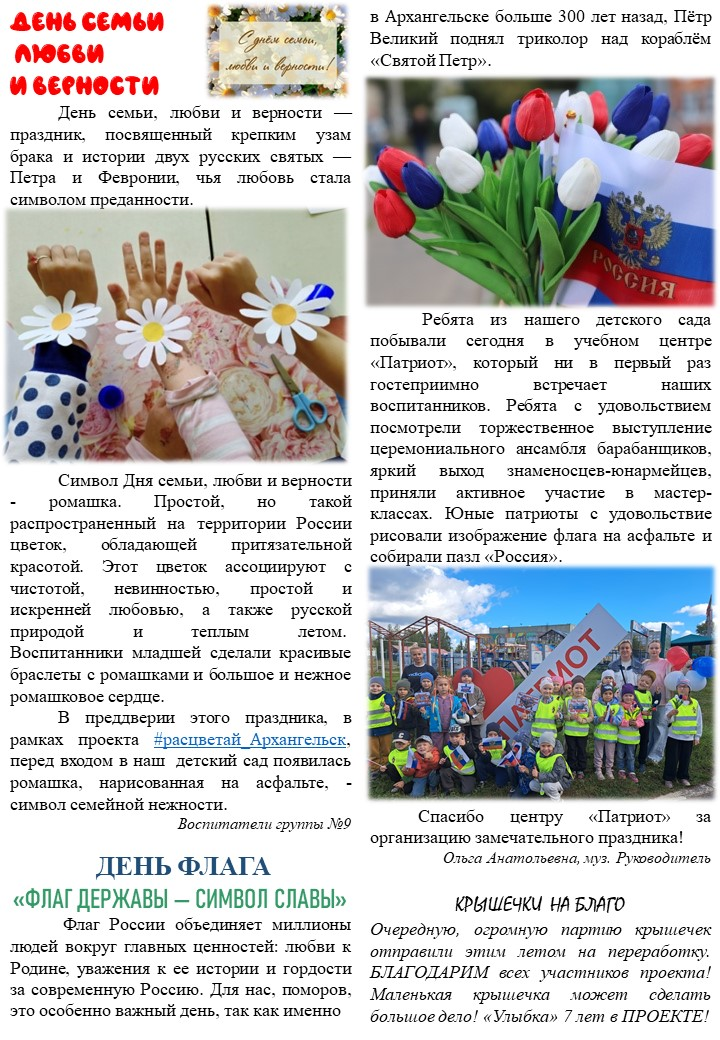 ДЕНЬ СЕМЬИ
ЛЮБВИ
И ВЕРНОСТИ
С днём семьи,
любви и верности!
День семьи, любви и верности —
праздник, посвященный крепким узам
брака и истории двух русских святых —
Петра и Февронии, чья любовь стала
символом преданности.
Символ Дня семьи, любви и верности
- ромашка. Простой, но такой
распространенный на территории России
цветок, обладающей притязательной
красотой. Этот цветок ассоциируют с
чистотой, невинностью, простой и
искренней любовью, а также русской
природой и теплым летом.
Воспитанники младшей сделали красивые
браслеты с ромашками и большое и нежное
ромашковое сердце.
В преддверии этого праздника, в
рамках проекта #расцветай_Архангельск,
перед входом в наш детский сад появилась
ромашка, нарисованная на асфальте, -
символ семейной нежности.
Воспитатели группы №9
ДЕНЬ ФЛАГА
«ФЛАГ ДЕРЖАВЫ — СИМВОЛ СЛАВЫ»
Флаг России объединяет миллионы
людей вокруг главных ценностей: любви к
Родине, уважения к ее истории и гордости
за современную Россию. Для нас, поморов,
это особенно важный день, так как именно
в Архангельске больше 300 лет назад, Пётр
Великий поднял триколор над кораблём
«Святой Петр».
РОССИЯ
Ребята из нашего детского сада
побывали сегодня в учебном центре
«Патриот», который ни в первый раз
гостеприимно встречает наших
воспитанников. Ребята с удовольствием
посмотрели торжественное выступление
церемониального ансамбля барабанщиков,
яркий выход знаменосцев-юнармейцев,
приняли активное участие в мастер-
классах. Юные патриоты с удовольствие
рисовали изображение флага на асфальте и
собирали пазл «Россия».
ПАТРИОТ
Спасибо центру «Патриот» за
организацию замечательного праздника!
Ольга Анатольевна, муз. Руководитель
КРЫШЕЧКИ НА БЛАГО
Очередную, огромную партию крышечек
отправили этим летом на переработку.
БЛАГОДАРИМ всех участников проекта!
Маленькая крышечка может сделать
большое дело! «Улыбка» 7 лет в ПРОЕКТЕ!